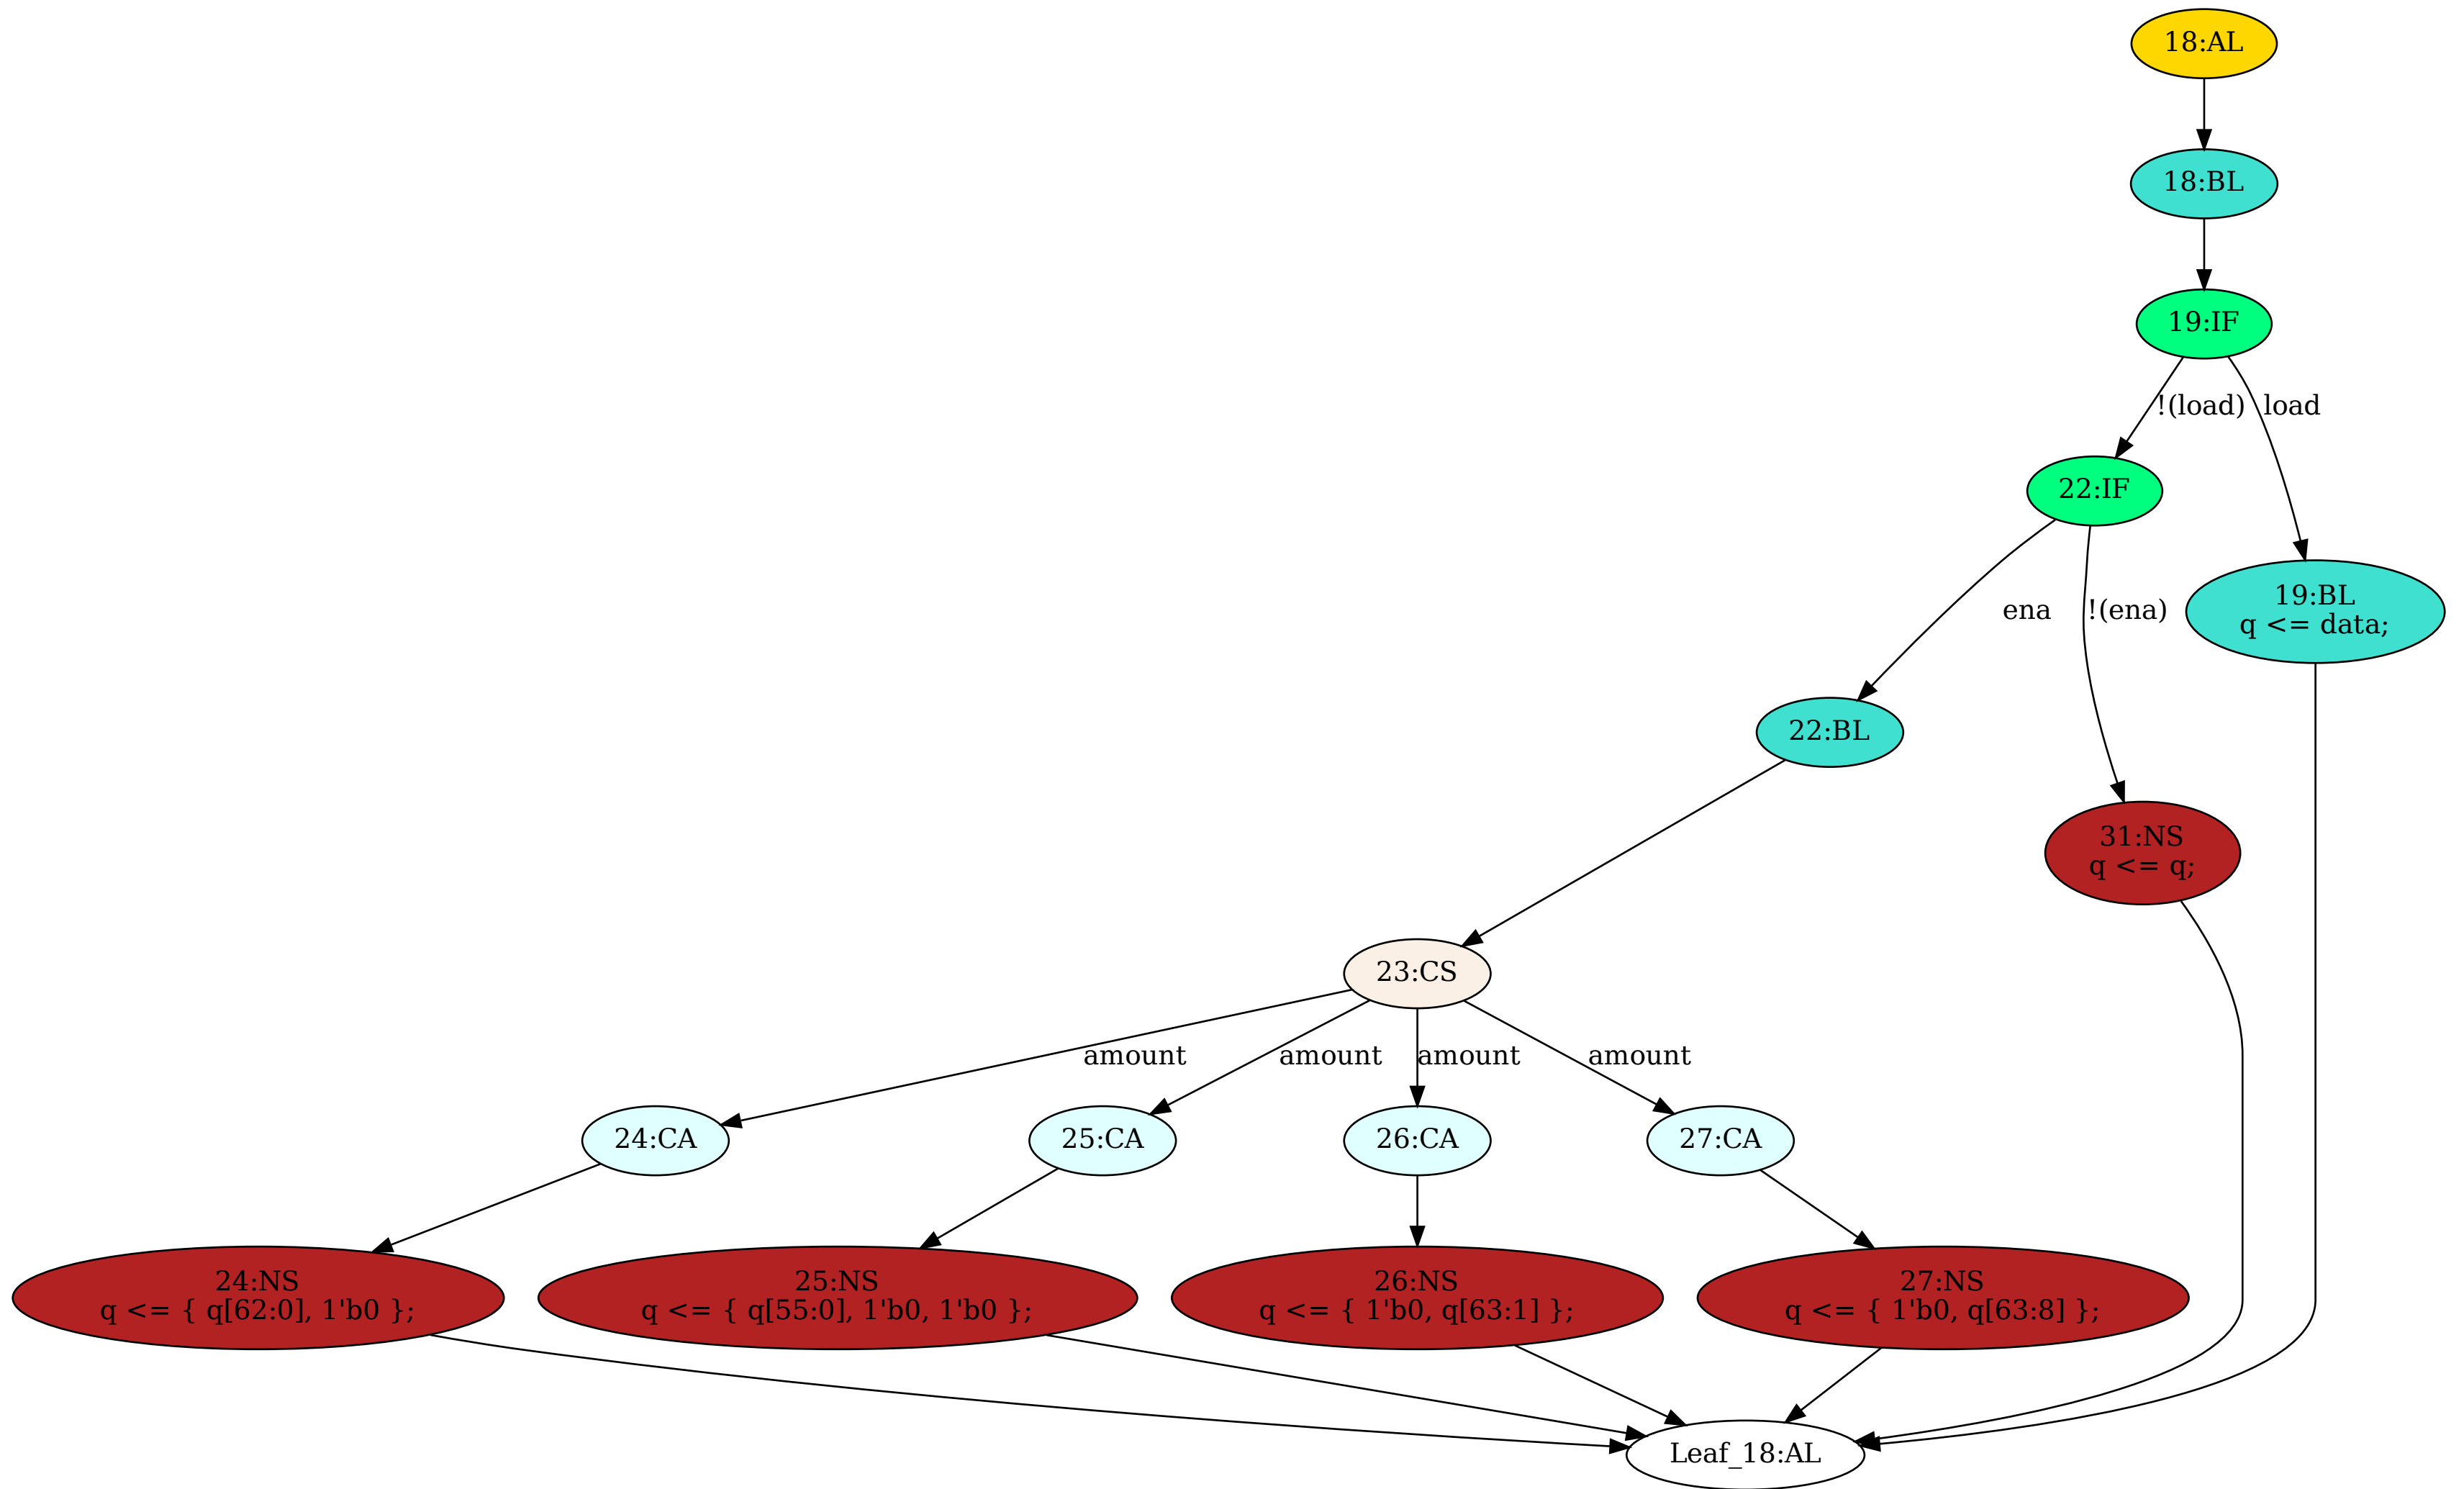 18:AL
18:BL
19:IF
!(load)
load
22:IF
19:BL
q <= data;
ena
!(ena)
22:BL
31:NS
q <= q;
23:CS
amount
amount
amount
amount
24:CA
25:CA
26:CA
27:CA
24:NS
q <= { q[62:0], 1'b0 };
25:NS
q <= { q[55:0], 1'b0, 1'b0 };
26:NS
q <= { 1'b0, q[63:1] };
27:NS
q <= { 1'b0, q[63:8] };
Leaf_18:AL